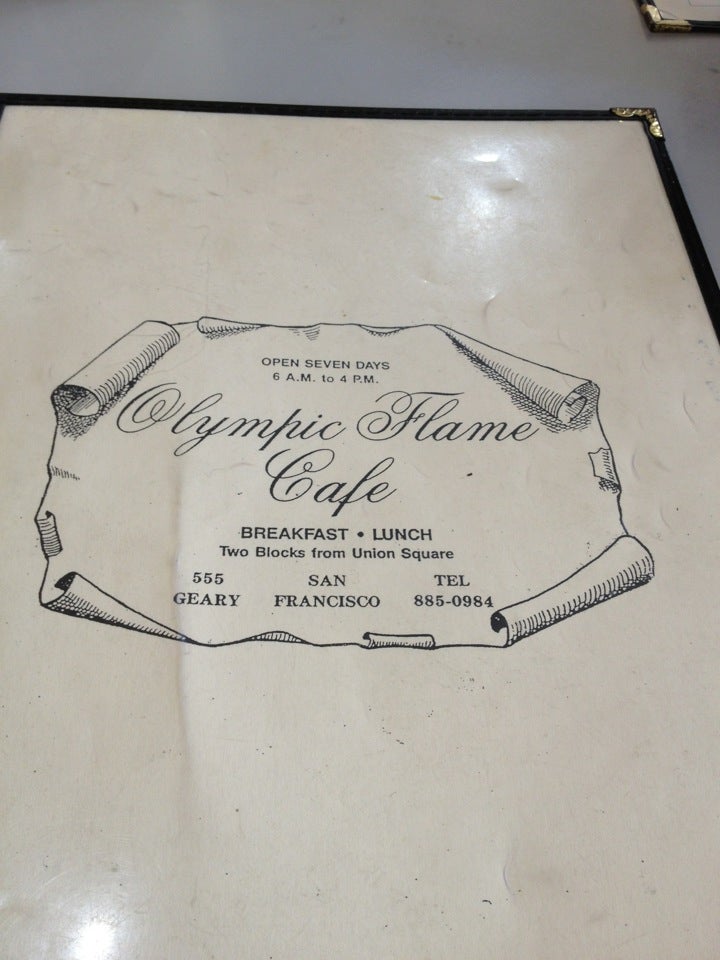 OPEN SEVEN DAYS
6 A.M. to 4 P.M.
Olympic Flame
Cafe
BREAKFAST • LUNCH
Two Blocks from Union Square
555 SAN TEL
GEARY FRANCISCO 885-0984